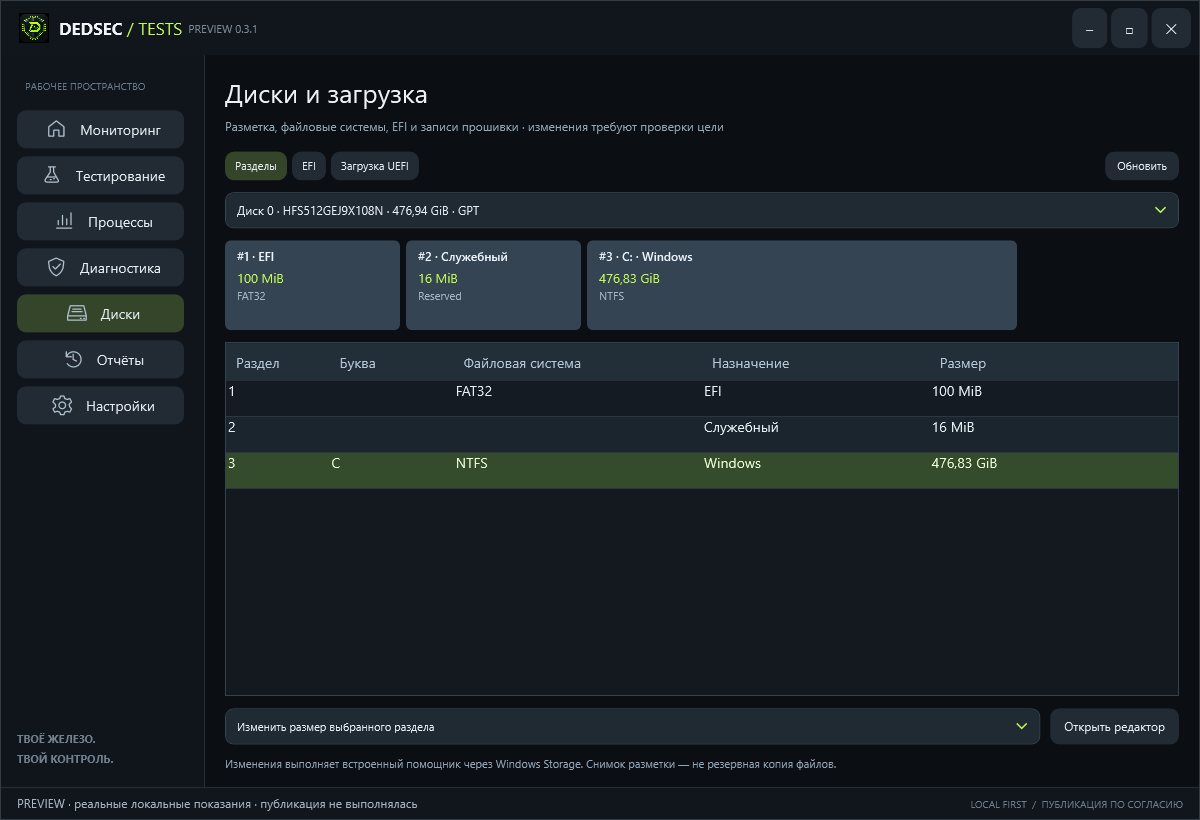 DEDSEC / TESTS PREVIEW 0.3.1
РАБОЧЕЕ ПРОСТРАНСТВО
Мониторинг
Тестирование
Процессы
Диагностика
Диски
Отчёты
Настройки
ТВОЁ ЖЕЛЕЗО.
ТВОЙ КОНТРОЛЬ.
Диски и загрузка
Разметка, файловые системы, EFI и записи прошивки · изменения требуют проверки цели
Разделы EFI Загрузка UEFI Обновить
Диск 0 · HFS512GEJ9X108N · 476,94 GiB · GPT
#1 · EFI
100 MiB
FAT32
#2 · Служебный
16 MiB
Reserved
#3 · C: · Windows
476,83 GiB
NTFS
Раздел Буква Файловая система Назначение Размер
1 FAT32 EFI 100 MiB
2 Служебный 16 MiB
3 C NTFS Windows 476,83 GiB
Изменить размер выбранного раздела Открыть редактор
Изменения выполняет встроенный помощник через Windows Storage. Снимок разметки — не резервная копия файлов.
PREVIEW · реальные локальные показания · публикация не выполнялась
LOCAL FIRST / ПУБЛИКАЦИЯ ПО СОГЛАСИЮ